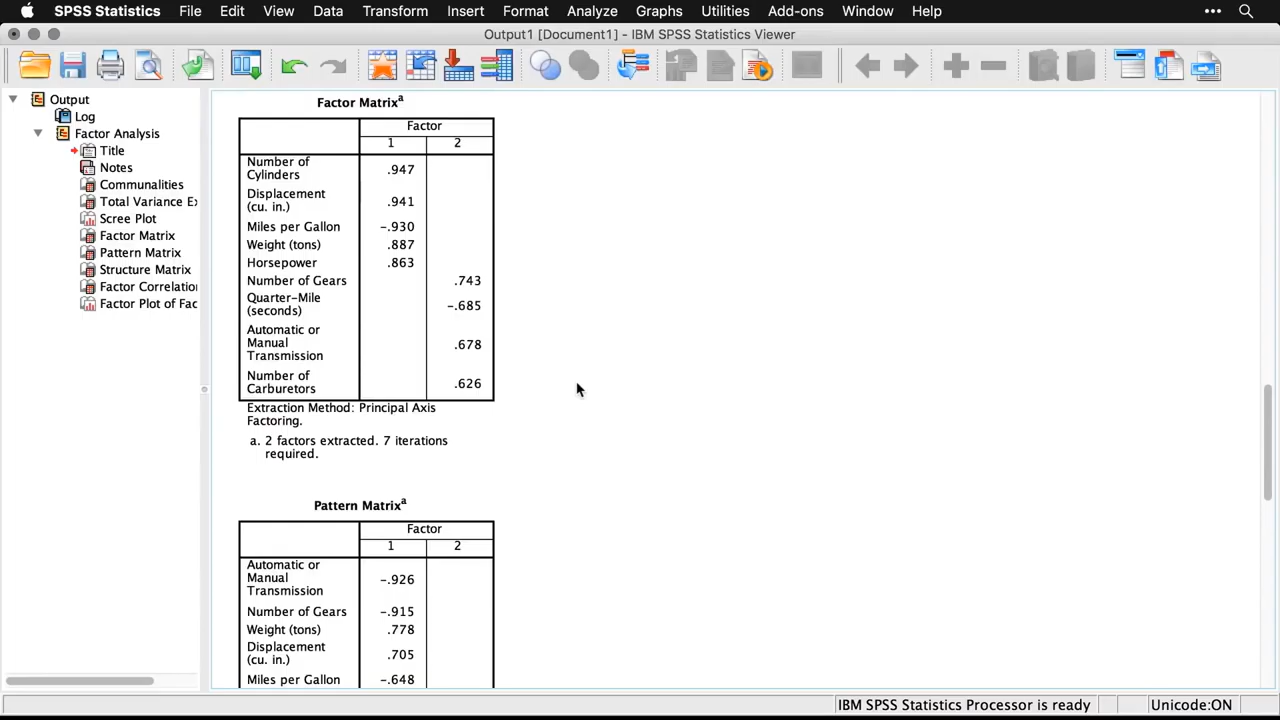 SPSS Statistics File Edit View Data Transform Insert Format Analyze Graphs Utilities Add-ons Window Help
Output1 [Document1] - IBM SPSS Statistics Viewer
Output
Log
Factor Analysis
Title
Notes
Communalities
Total Variance Ex
Scree Plot
Factor Matrix
Pattern Matrix
Structure Matrix
Factor Correlation
Factor Plot of Fac
Factor Matrixa
Factor
1 2
Number of
Cylinders .947
Displacement
(cu. in.) .941
Miles per Gallon -.930
Weight (tons) .887
Horsepower .863
Number of Gears .743
Quarter-Mile
(seconds) -.685
Automatic or
Manual
Transmission .678
Number of
Carburetors .626
Extraction Method: Principal Axis
Factoring.
a. 2 factors extracted. 7 iterations
required.
Pattern Matrixa
Factor
1 2
Automatic or
Manual
Transmission -.926
Number of Gears -.915
Weight (tons) .778
Displacement
(cu. in.) .705
Miles per Gallon -.648
IBM SPSS Statistics Processor is ready Unicode:ON